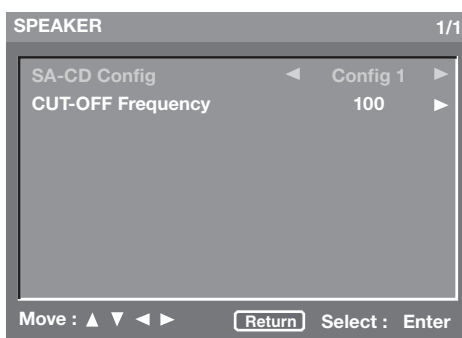 SPEAKER 1/1
SA-CD Config ◄ Config 1 ►
CUT-OFF Frequency 100 ►
Move : ▲ ▼ ◄ ► Return Select : Enter